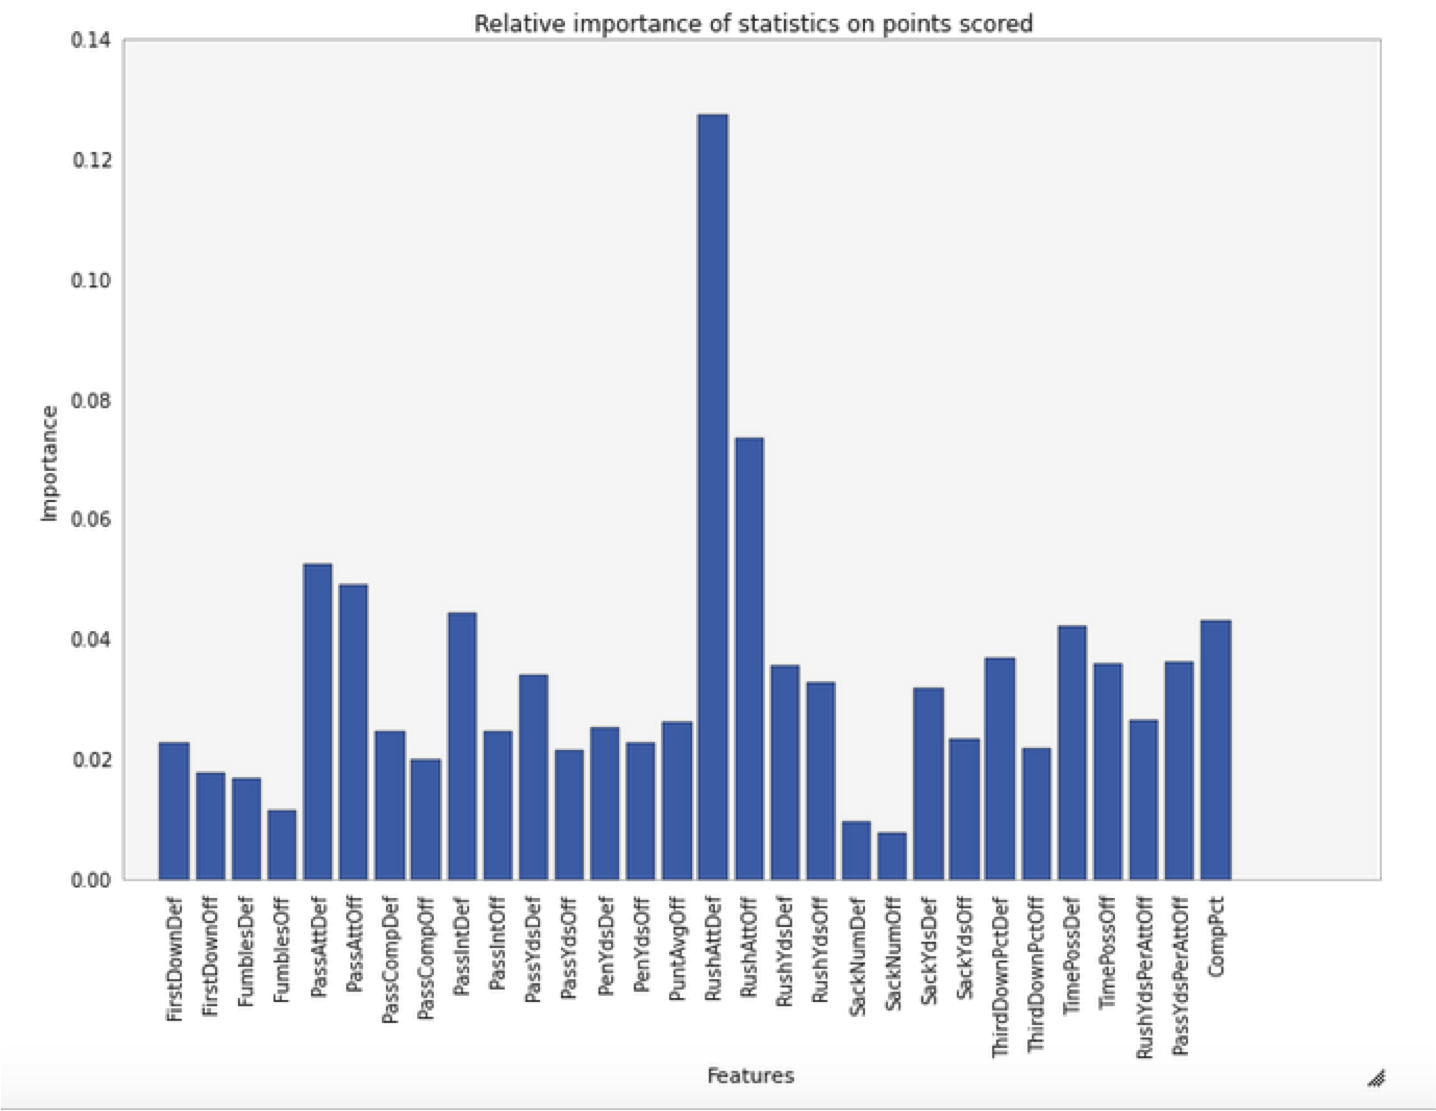 Relative importance of statistics on points scored
0.14
0.12
0.10
0.08
0.06
0.04
0.02
0.00
Importance
FirstDownDef
FirstDownOff
FumblesDef
FumblesOff
PassAttDef
PassAttOff
PassCompDef
PassCompOff
PassIntDef
PassIntOff
PassYdsDef
PassYdsOff
PenYdsDef
PenYdsOff
PuntAvgOff
RushAttDef
RushAttOff
RushYdsDef
RushYdsOff
SackNumDef
SackNumOff
SackYdsDef
SackYdsOff
ThirdDownPctDef
ThirdDownPctOff
TimePossDef
TimePossOff
RushYdsPerAttOff
PassYdsPerAttOff
CompPct
Features